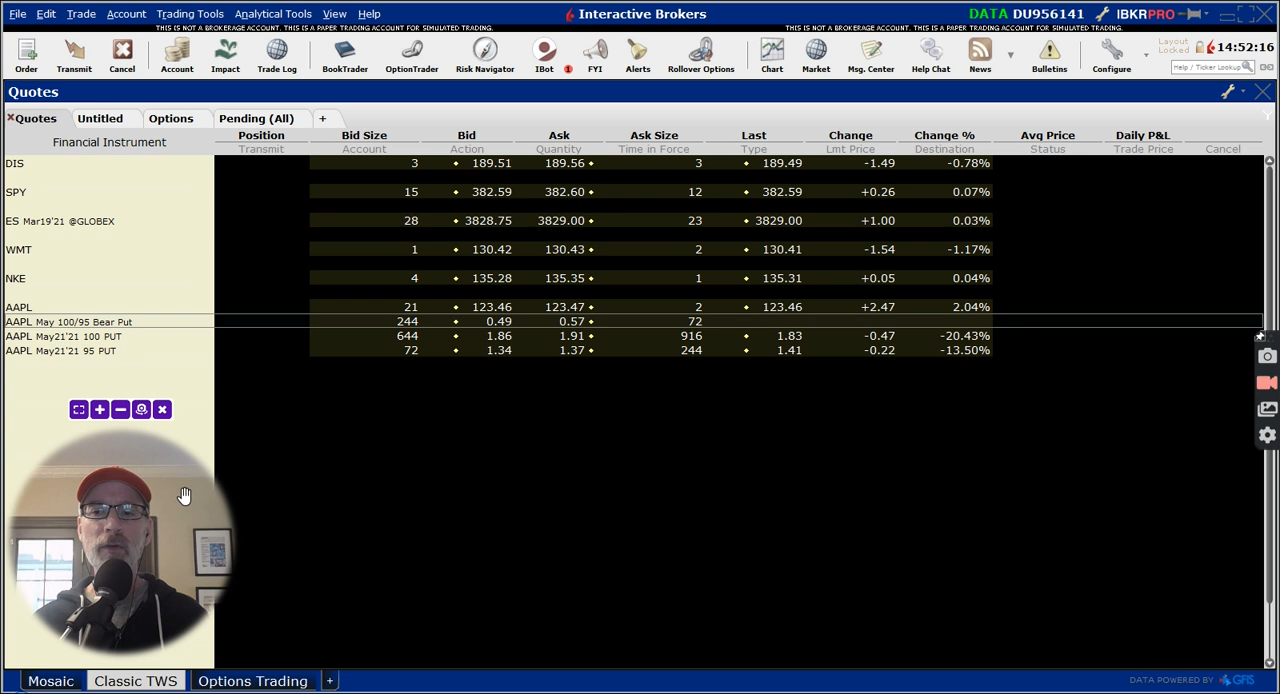 File Edit Trade Account Trading Tools Analytical Tools View Help Interactive Brokers DATA DU956141 IBKRPRO
THIS IS NOT A BROKERAGE ACCOUNT. THIS IS A PAPER TRADING ACCOUNT FOR SIMULATED TRADING. THIS IS NOT A BROKERAGE ACCOUNT. THIS IS A PAPER TRADING ACCOUNT FOR SIMULATED TRADING.
Layout Locked 14:52:16
Order Transmit Cancel Account Impact Trade Log BookTrader OptionTrader Risk Navigator IBot 1 FYI Alerts Rollover Options Chart Market Msg. Center Help Chat News Bulletins Configure Help / Ticker Lookup
Quotes
Quotes Untitled Options Pending (All) +
Financial Instrument Position Bid Size Bid Ask Ask Size Last Change Change % Avg Price Daily P&L
Transmit Account Action Quantity Time in Force Type Lmt Price Destination Status Trade Price Cancel
DIS 3 189.51 189.56 3 189.49 -1.49 -0.78%
SPY 15 382.59 382.60 12 382.59 +0.26 0.07%
ES Mar19'21 @GLOBEX 28 3828.75 3829.00 23 3829.00 +1.00 0.03%
WMT 1 130.42 130.43 2 130.41 -1.54 -1.17%
NKE 4 135.28 135.35 1 135.31 +0.05 0.04%
AAPL 21 123.46 123.47 2 123.46 +2.47 2.04%
AAPL May 100/95 Bear Put 244 0.49 0.57 72
AAPL May21'21 100 PUT 644 1.86 1.91 916 1.83 -0.47 -20.43%
AAPL May21'21 95 PUT 72 1.34 1.37 244 1.41 -0.22 -13.50%
Mosaic Classic TWS Options Trading + DATA POWERED BY GFIS